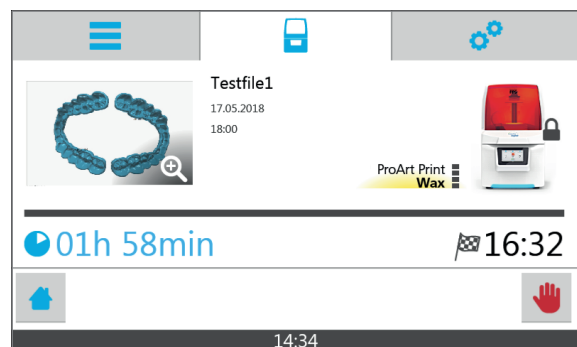 Testfile1
17.05.2018
18:00
ProArt Print
Wax
01h 58min
16:32
14:34